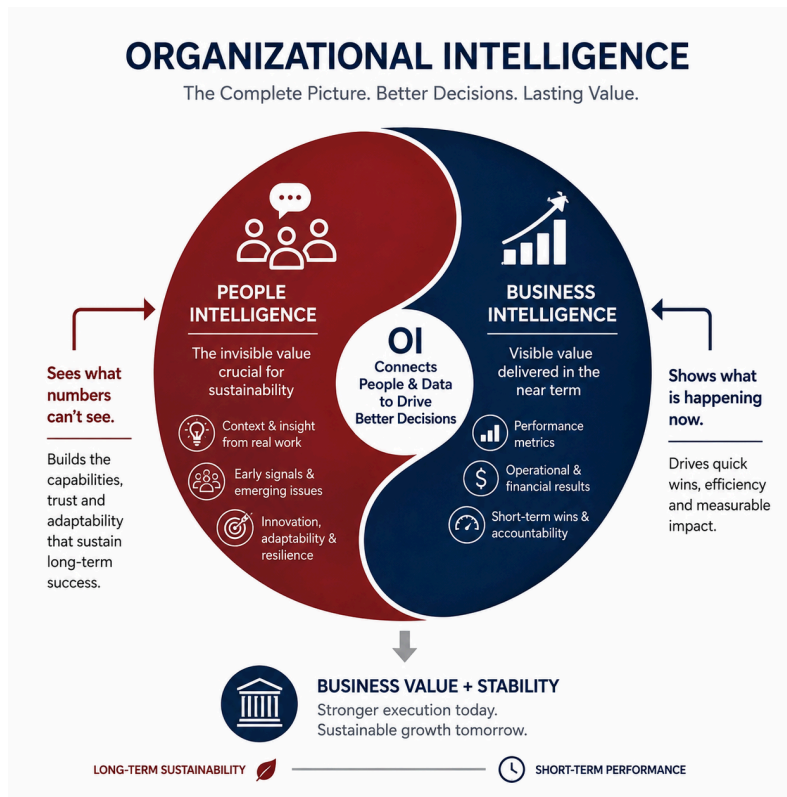 ORGANIZATIONAL INTELLIGENCE
The Complete Picture. Better Decisions. Lasting Value.
PEOPLE
INTELLIGENCE
The invisible value
crucial for
sustainability
Context & insight
from real work
Early signals &
emerging issues
Innovation,
adaptability &
resilience
OI
Connects
People & Data
to Drive
Better Decisions
BUSINESS
INTELLIGENCE
Visible value
delivered in the
near term
Performance
metrics
$
Operational &
financial results
Short-term wins &
accountability
Sees what
numbers
can't see.
Builds the
capabilities,
trust and
adaptability
that sustain
long-term
success.
Shows what
is happening
now.
Drives quick
wins, efficiency
and measurable
impact.
BUSINESS VALUE + STABILITY
Stronger execution today.
Sustainable growth tomorrow.
LONG-TERM SUSTAINABILITY
SHORT-TERM PERFORMANCE